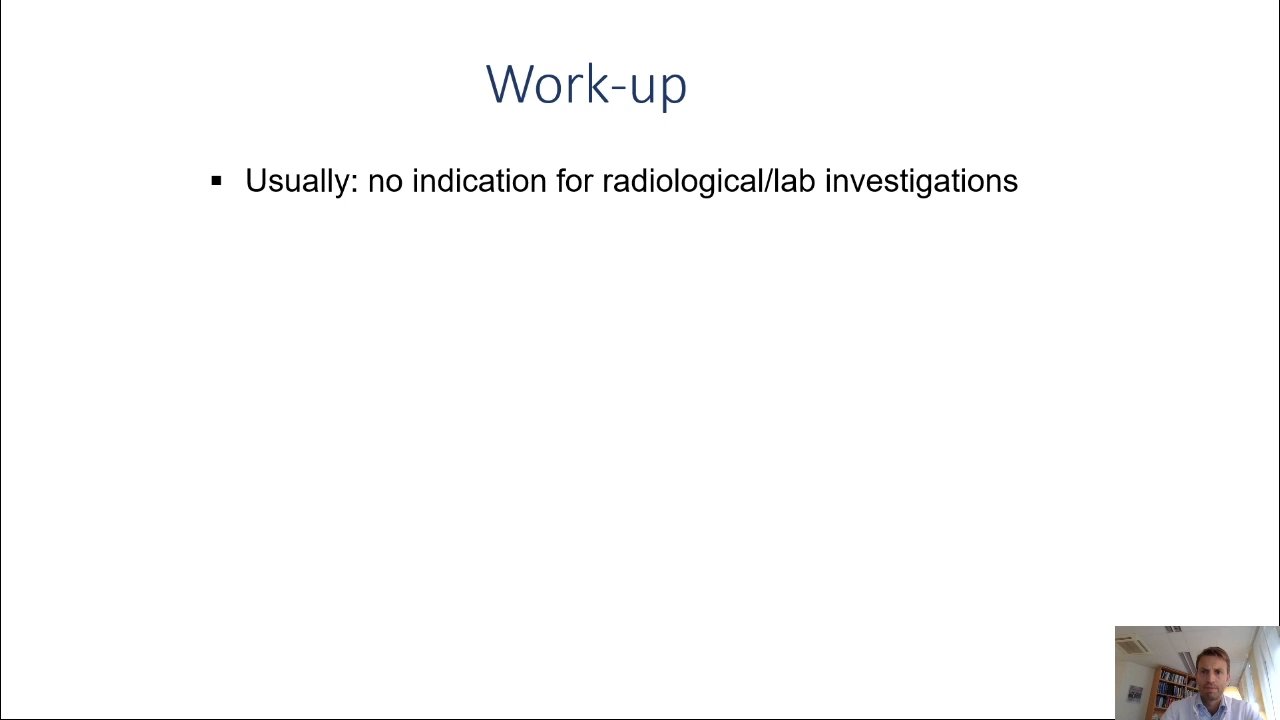 Work-up
▪ Usually: no indication for radiological/lab investigations